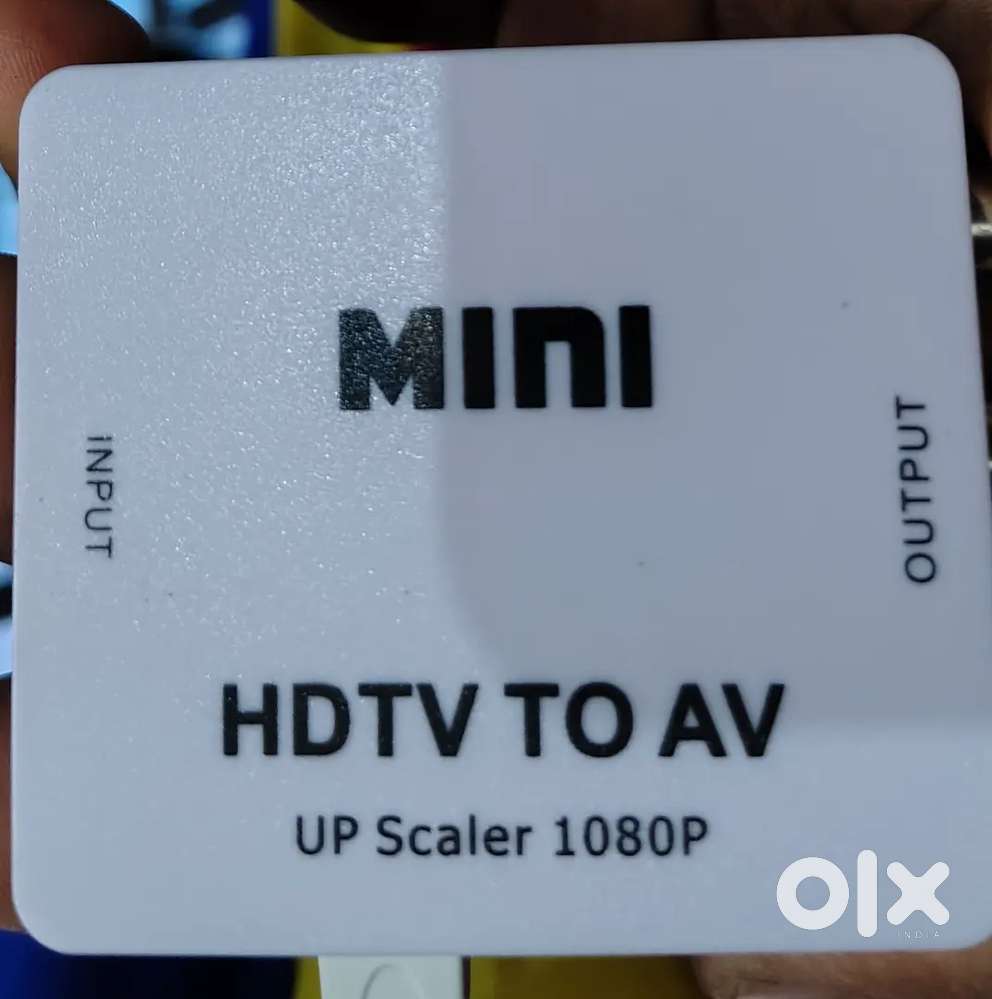 MINI
INPUT
OUTPUT
HDTV TO AV
UP Scaler 1080P
olx
INDIA